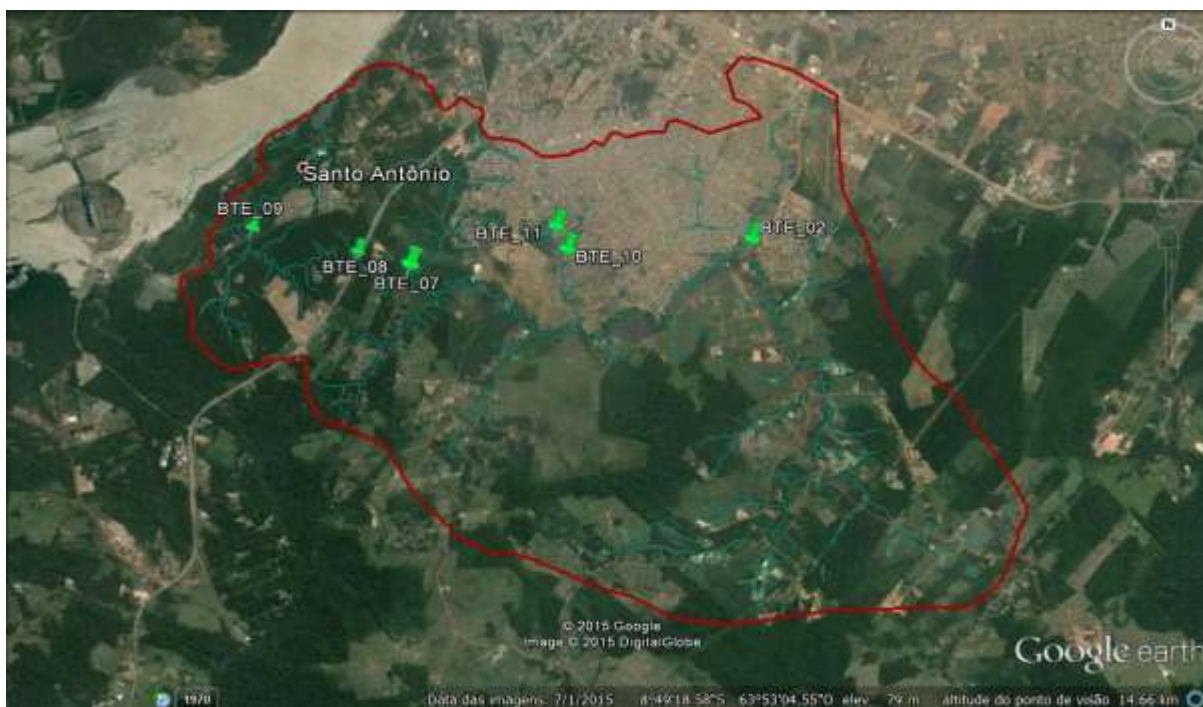 N
Santo Antônio
BTE_09
BTE_11
BTE_02
BTE_10
BTE_08
BTE_07
© 2015 Google
Image © 2015 DigitalGlobe
Google earth
1970
Data das imagens: 7/1/2015 8°49'18.58"S 63°53'04.55"O elev 79 m altitude do ponto de visão 14.66 km